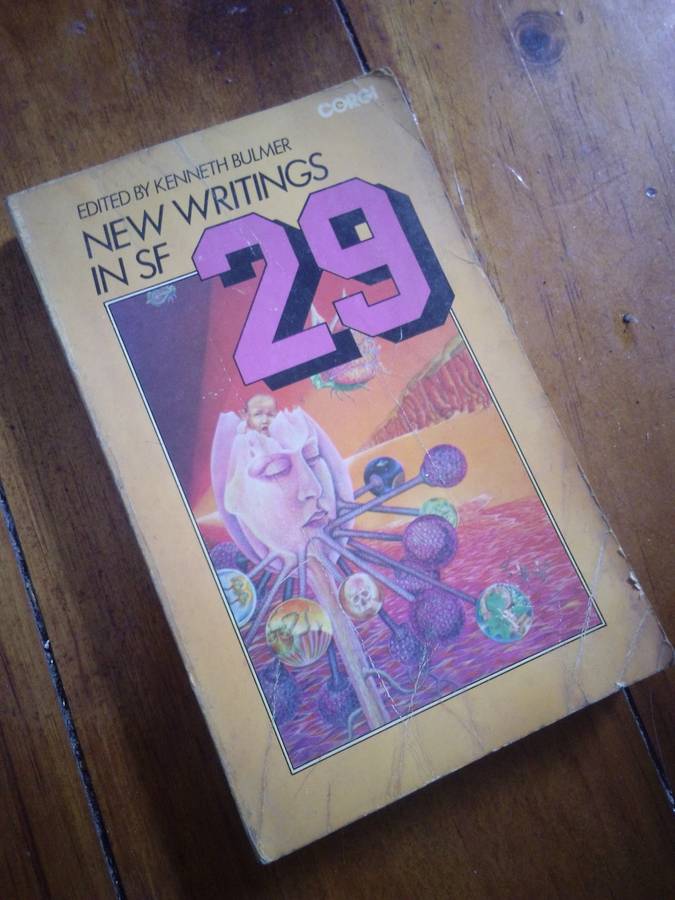 CORGI
EDITED BY KENNETH BULMER
NEW WRITINGS
IN SF
29